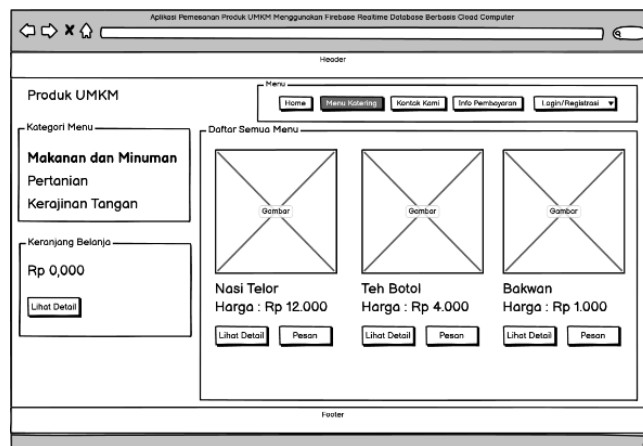 Aplikasi Pemesanan Produk UMKM Menggunakan Firebase Realtime Database Berbasis Cload Computer
Header
Produk UMKM
Menu
Home
Menu Katering
Kontak Kami
Info Pembayaran
Login/Registrasi
Kategori Menu
Makanan dan Minuman
Pertanian
Kerajinan Tangan
Keranjang Belanja
Rp 0,000
Lihat Detail
Daftar Semua Menu
Gambar
Gambar
Gambar
Nasi Telor
Harga : Rp 12.000
Lihat Detail
Pesan
Teh Botol
Harga : Rp 4.000
Lihat Detail
Pesan
Bakwan
Harga : Rp 1.000
Lihat Detail
Pesan
Footer